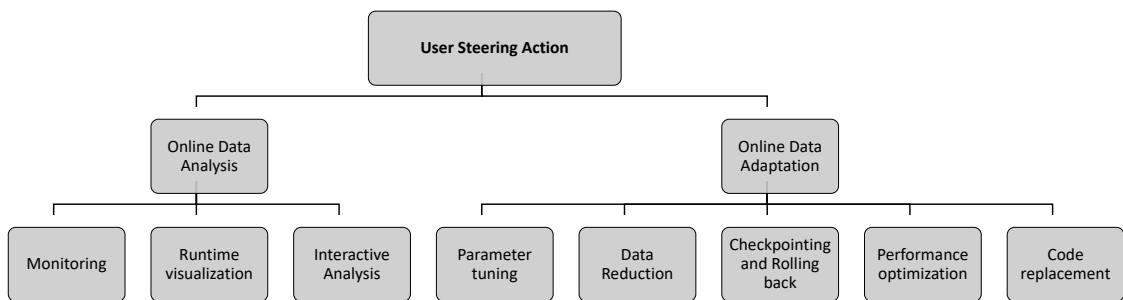 User Steering Action
Online Data
Analysis
Online Data
Adaptation
Monitoring
Runtime
visualization
Interactive
Analysis
Parameter
tuning
Data
Reduction
Checkpointing
and Rolling
back
Performance
optimization
Code
replacement